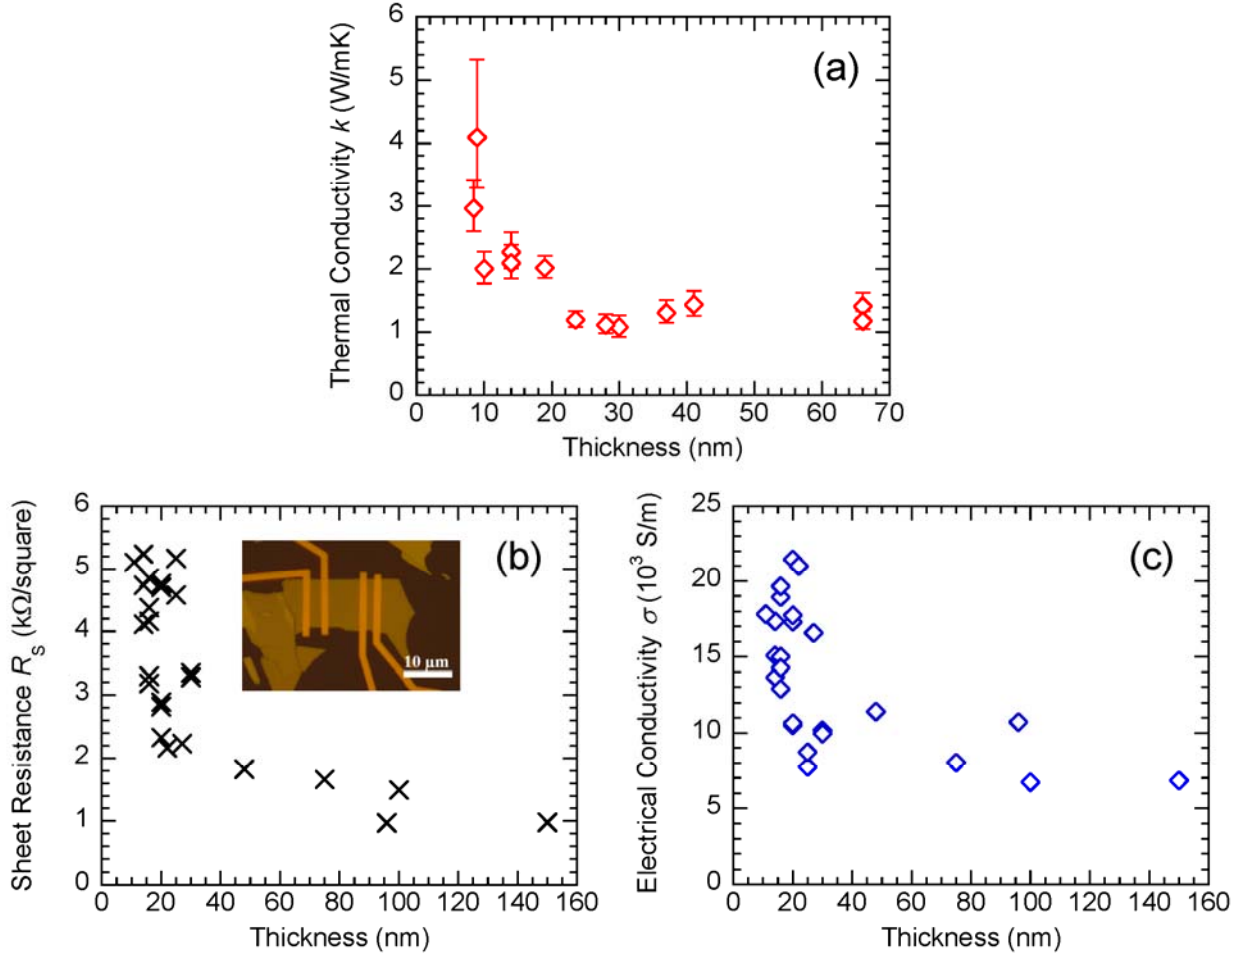 (a)
Thermal Conductivity k (W/mK)
6
5
4
3
2
1
0
0 10 20 30 40 50 60 70
Thickness (nm)
(b)
Sheet Resistance Rs (kΩ/square)
6
5
4
3
2
1
0
10 µm
0 20 40 60 80 100 120 140 160
Thickness (nm)
(c)
Electrical Conductivity σ (10³ S/m)
25
20
15
10
5
0
0 20 40 60 80 100 120 140 160
Thickness (nm)